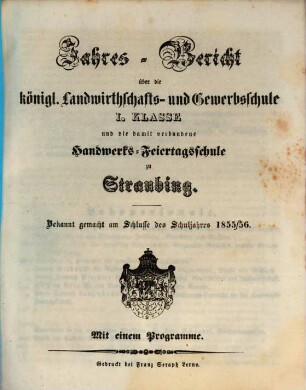 Jahres - Bericht
über die
königl. Landwirthschafts- und Gewerbsschule
I. KLASSE
und die damit verbundene
Handwerks-Feiertagsschule
zu
Straubing.
Bekannt gemacht am Schlusse des Schuljahres 1855/56.
Mit einem Programme.
Gedruckt bei Franz Seraph Lerno.